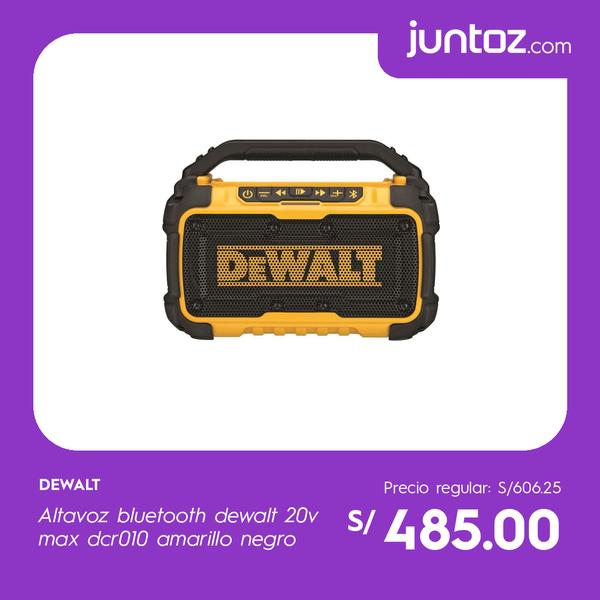 juntoz.com
DEWALT
DEWALT
Precio regular: S/606.25
Altavoz bluetooth dewalt 20v
max dcr010 amarillo negro
S/ 485.00